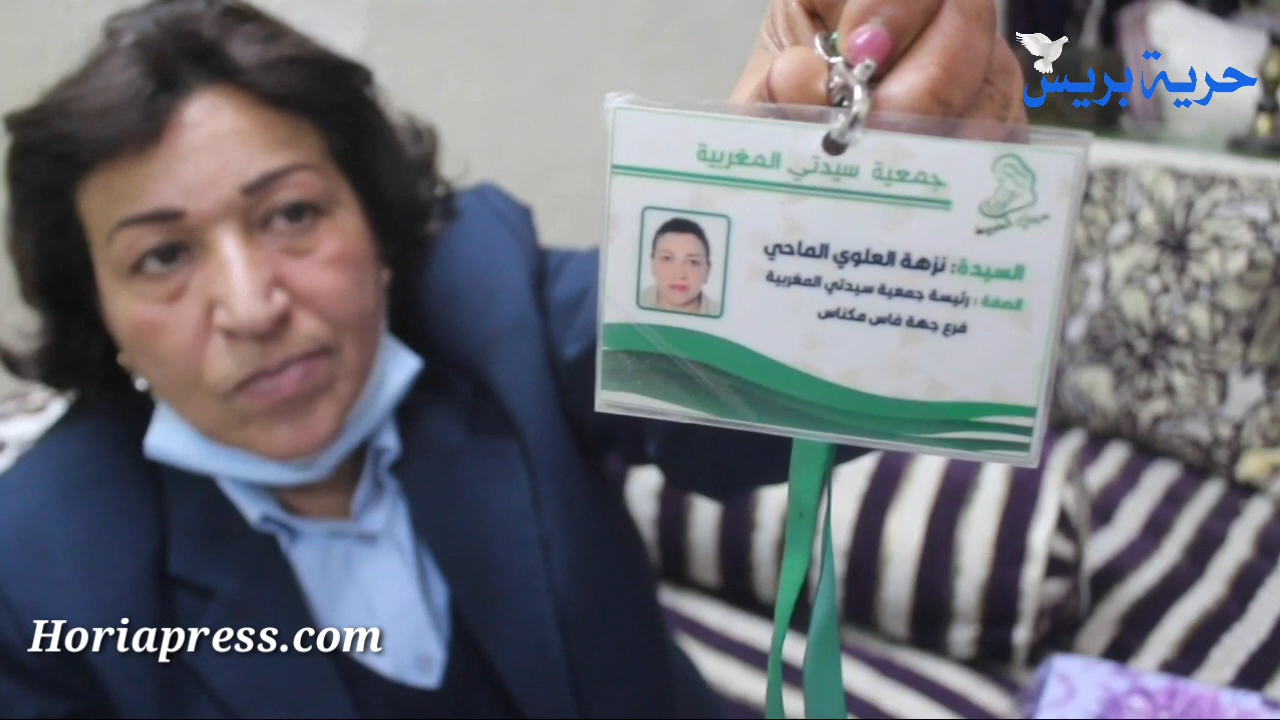 حرية بريس
جمعية سيدتي المغربية
السيدة: نزهة العلوي الماحي
الصفة : رئيسة جمعية سيدتي المغربية
فرع جهة فاس مكناس
Horiapress.com